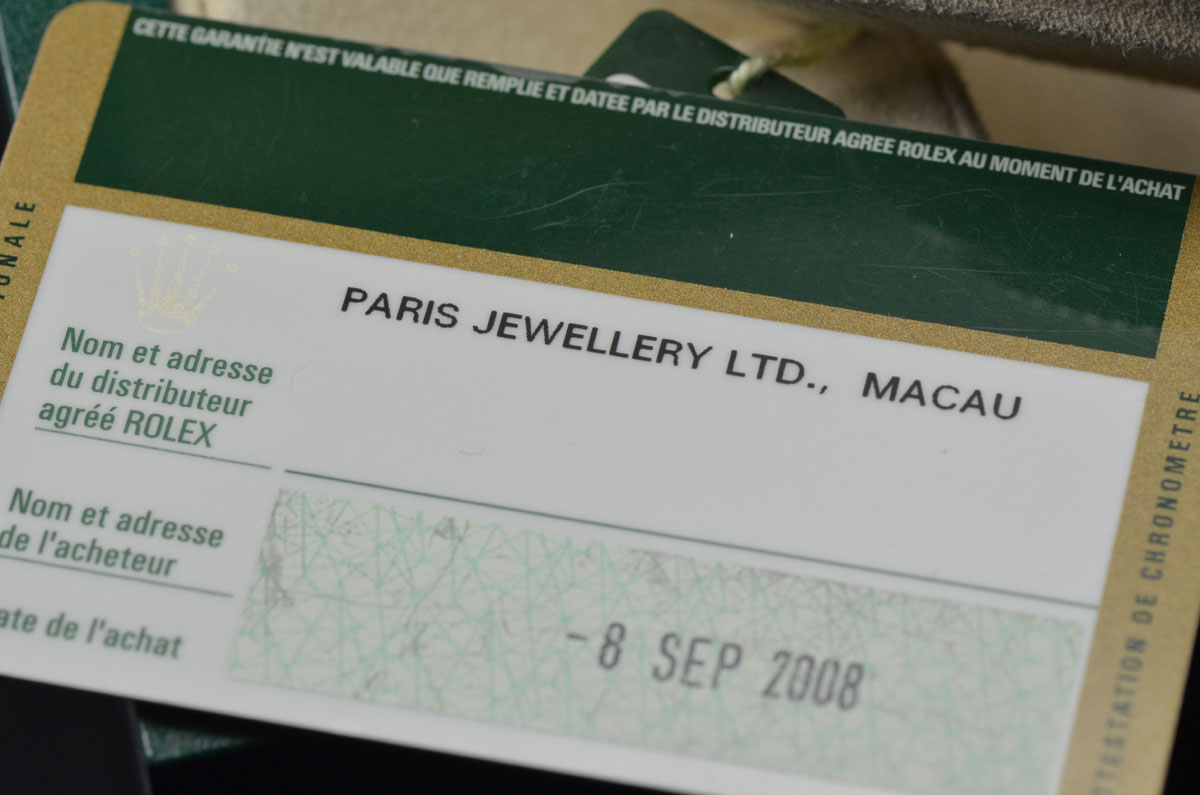 CETTE GARANTIE N'EST VALABLE QUE REMPLIE ET DATEE PAR LE DISTRIBUTEUR AGREE ROLEX AU MOMENT DE L'ACHAT
PARIS JEWELLERY LTD., MACAU
Nom et adresse
du distributeur
agréé ROLEX
Nom et adresse
de l'acheteur
ate de l'achat
-8 SEP 2008
ONALE
TESTATION DE CHRONOMETRE